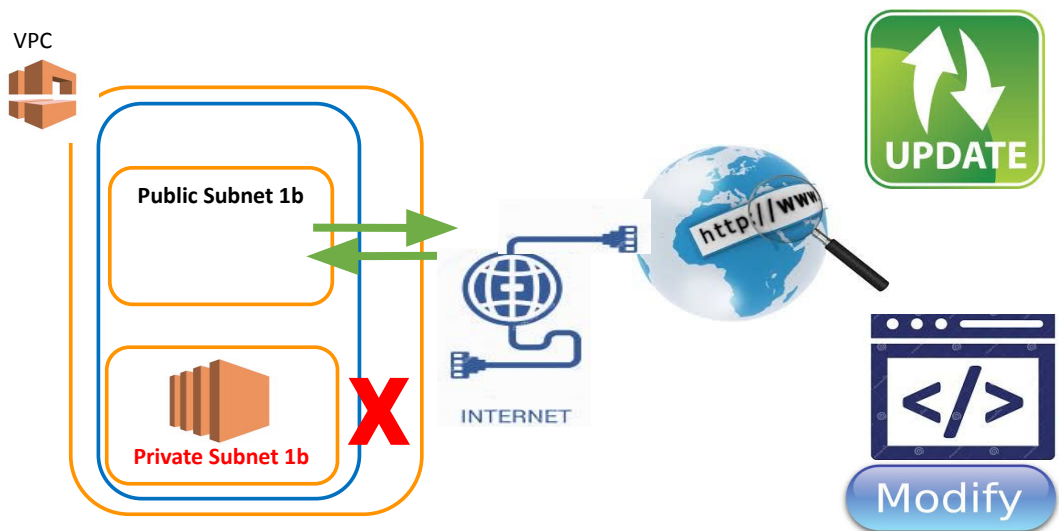 VPC
UPDATE
Public Subnet 1b
http://www.
INTERNET
</>
Private Subnet 1b
X
Modify